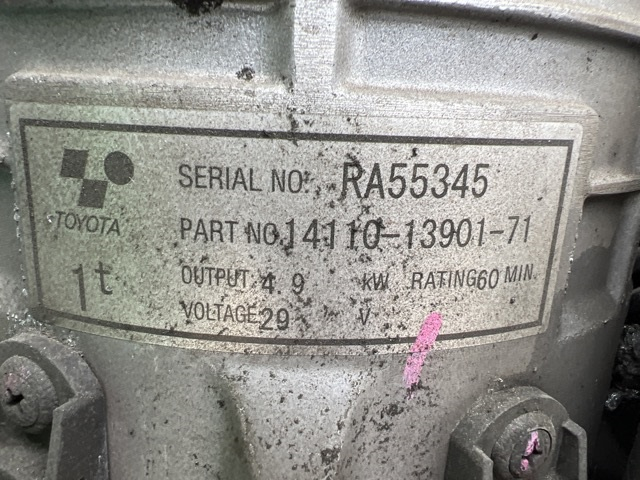 TOYOTA
1t
SERIAL NO. RA55345
PART NO. 14110-13901-71
OUTPUT 4.9 KW RATING 60 MIN.
VOLTAGE 29 V